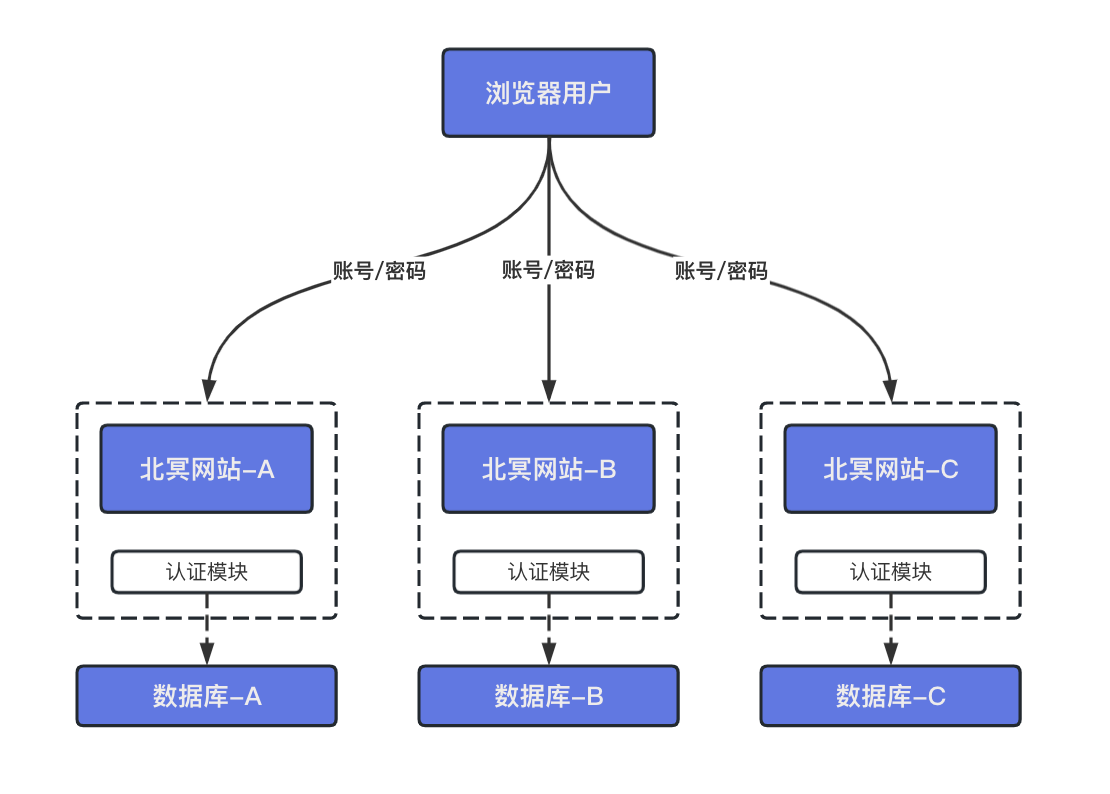 浏览器用户
账号/密码
账号/密码
账号/密码
北冥网站-A
北冥网站-B
北冥网站-C
认证模块
认证模块
认证模块
数据库-A
数据库-B
数据库-C